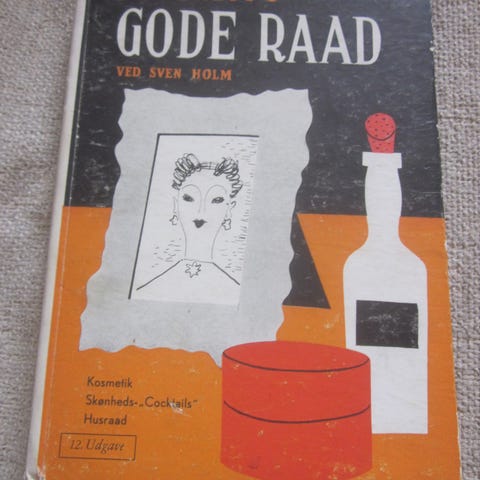 GODE RAAD
VED SVEN HOLM
Kosmetik
Skønheds-„Cocktails"
Husraad
12. Udgave